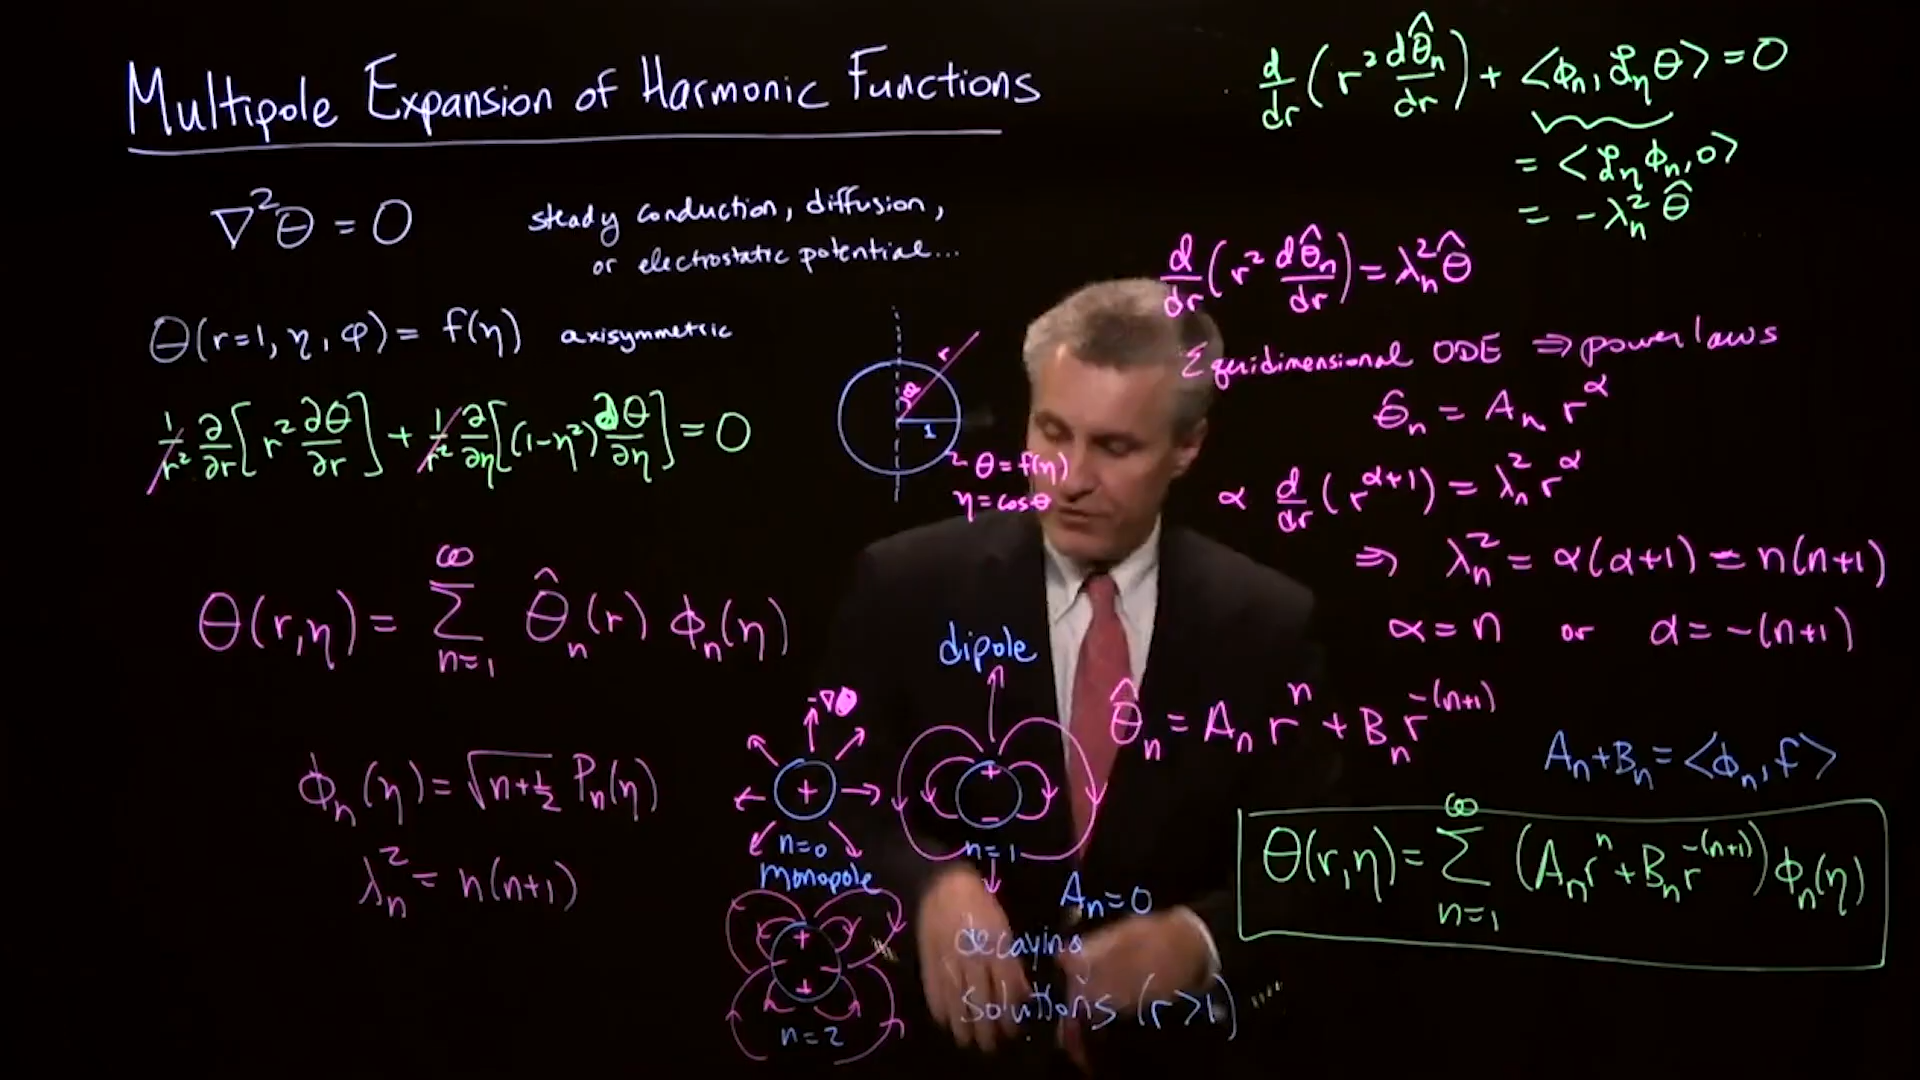 Multipole Expansion of Harmonic Functions
∇²Θ = 0
steady conduction, diffusion,
or electrostatic potential...
Θ(r=1, η, φ) = f(η) axisymmetric
1/r² ∂/∂r [r² ∂Θ/∂r] + 1/r² ∂/∂η [(1-η²) ∂Θ/∂η] = 0
Θ(r,η) = ∑_{n=1}^{∞} Θ̂_n(r) ϕ_n(η)
ϕ_n(η) = √(n+½) P_n(η)
λ_n² = n(n+1)
r
θ
1
Θ = f(η)
η = cosθ
-∇Θ
+
n=0
monopole
dipole
+
-
n=1
+
-
-
+
n=2
A_n = 0
decaying
solutions (r>1)
d/dr (r² dΘ̂_n/dr) + <ϕ_n, ℒ_η Θ> = 0
= <ℒ_η ϕ_n, Θ>
= -λ_n² Θ̂
d/dr (r² dΘ̂_n/dr) = λ_n² Θ̂
Equidimensional ODE ⇒ power laws
Θ̂_n = A_n r^α
α d/dr (r^{α+1}) = λ_n² r^α
⇒ λ_n² = α(α+1) = n(n+1)
α = n or α = -(n+1)
Θ̂_n = A_n r^n + B_n r^{-(n+1)}
A_n + B_n = <ϕ_n, f>
Θ(r,η) = ∑_{n=1}^{∞} (A_n r^n + B_n r^{-(n+1)}) ϕ_n(η)